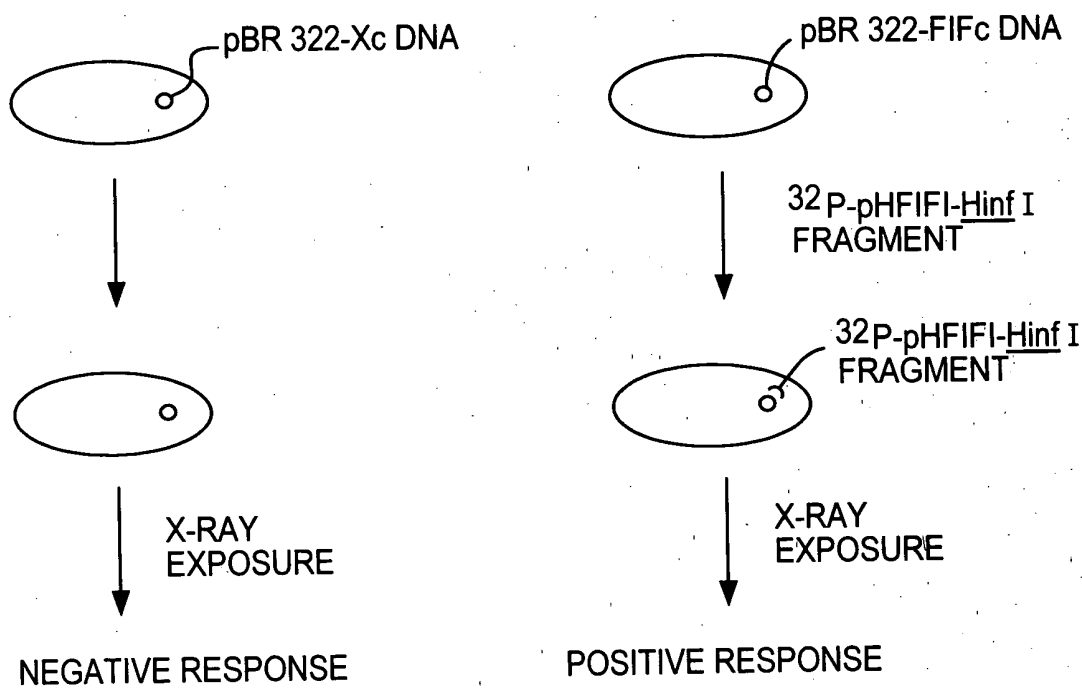 pBR 322-Xc DNA
pBR 322-FIFc DNA
32P-pHFIFI-Hinf I
FRAGMENT
32P-pHFIFI-Hinf I
FRAGMENT
X-RAY
EXPOSURE
X-RAY
EXPOSURE
NEGATIVE RESPONSE
POSITIVE RESPONSE